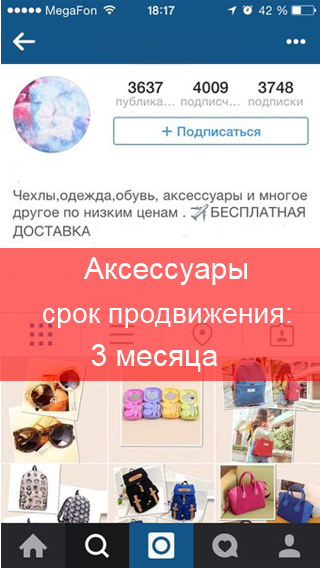 MegaFon 18:17 42 %
3637 4009 3748
публика... подписч... подписки
+ Подписаться
Чехлы,одежда,обувь, аксессуары и многое
другое по низким ценам . ✈️БЕСПЛАТНАЯ
ДОСТАВКА
Аксессуары
срок продвижения:
3 месяца